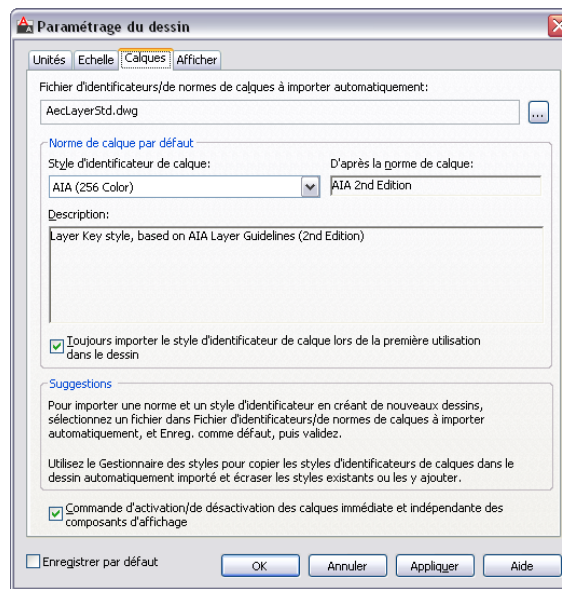 Paramétrage du dessin
Unités Echelle Calques Afficher
Fichier d'identificateurs/de normes de calques à importer automatiquement:
AecLayerStd.dwg
...
Norme de calque par défaut
Style d'identificateur de calque:
D'après la norme de calque:
AIA (256 Color)
AIA 2nd Edition
Description:
Layer Key style, based on AIA Layer Guidelines (2nd Edition)
Toujours importer le style d'identificateur de calque lors de la première utilisation
dans le dessin
Suggestions
Pour importer une norme et un style d'identificateur en créant de nouveaux dessins,
sélectionnez un fichier dans Fichier d'identificateurs/de normes de calques à importer
automatiquement, et Enreg. comme défaut, puis validez.
Utilisez le Gestionnaire des styles pour copier les styles d'identificateurs de calques dans le
dessin automatiquement importé et écraser les styles existants ou les y ajouter.
Commande d'activation/de désactivation des calques immédiate et indépendante des
composants d'affichage
Enregistrer par défaut
OK Annuler Appliquer Aide